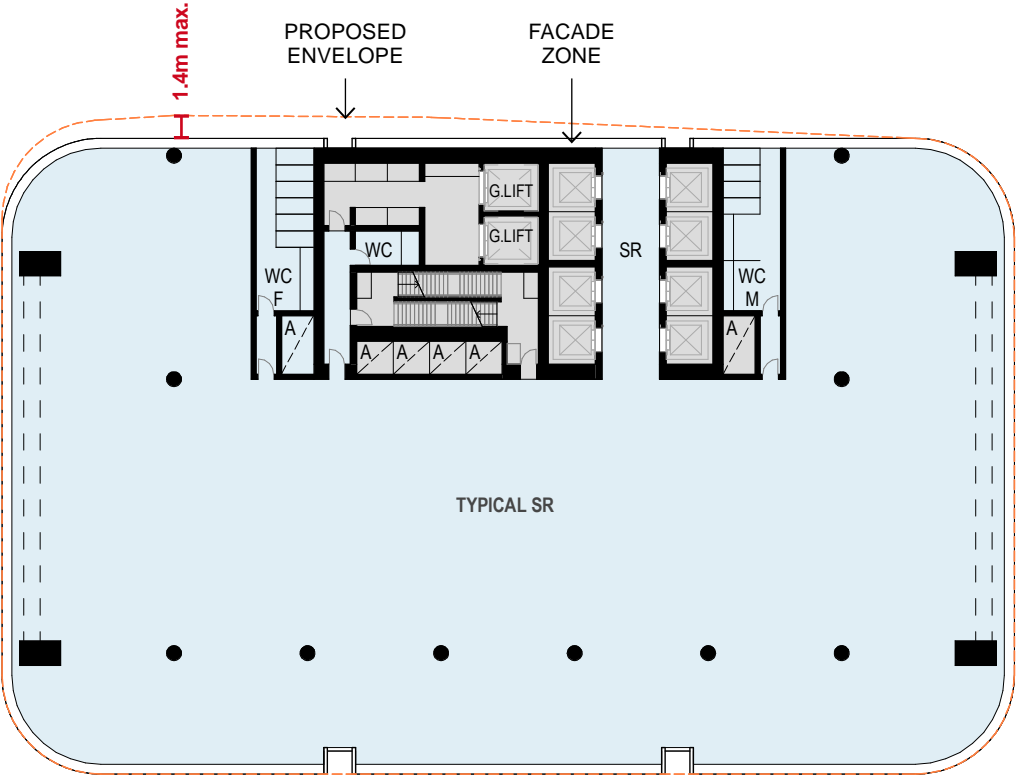 1.4m max.
PROPOSED
ENVELOPE
FACADE
ZONE
G.LIFT
G.LIFT
WC
SR
WC
F
WC
M
A
A
A
A
A
A
TYPICAL SR